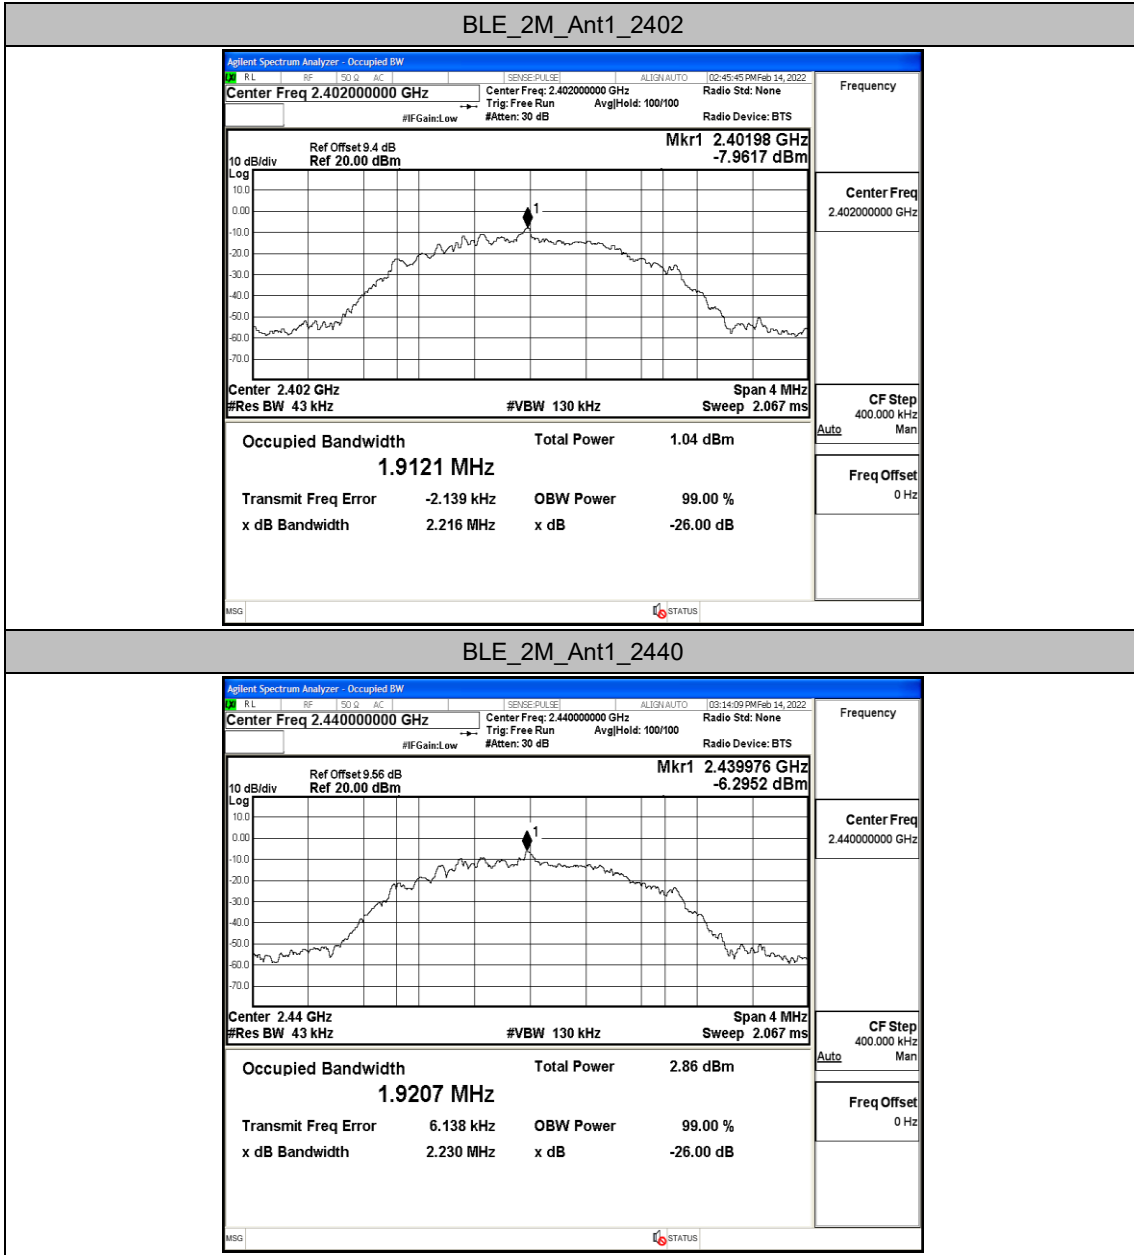 BLE_2M_Ant1_2402
Agilent Spectrum Analyzer - Occupied BW
LXI RL RF 50 Ω AC SENSE:PULSE ALIGN AUTO 02:45:45 PM Feb 14, 2022
Center Freq 2.402000000 GHz
Center Freq: 2.402000000 GHz Radio Std: None
Trig: Free Run Avg|Hold: 100/100
#IFGain:Low #Atten: 30 dB Radio Device: BTS
Frequency
Mkr1 2.40198 GHz
-7.9617 dBm
Ref Offset 9.4 dB
10 dB/div Ref 20.00 dBm
Log
10.0
0.00
-10.0
-20.0
-30.0
-40.0
-50.0
-60.0
-70.0
1
Center Freq
2.402000000 GHz
Center 2.402 GHz Span 4 MHz
#Res BW 43 kHz #VBW 130 kHz Sweep 2.067 ms
CF Step
400.000 kHz
Auto Man
Occupied Bandwidth Total Power 1.04 dBm
1.9121 MHz
Transmit Freq Error -2.139 kHz OBW Power 99.00 %
x dB Bandwidth 2.216 MHz x dB -26.00 dB
Freq Offset
0 Hz
MSG STATUS
BLE_2M_Ant1_2440
Agilent Spectrum Analyzer - Occupied BW
LXI RL RF 50 Ω AC SENSE:PULSE ALIGN AUTO 03:14:09 PM Feb 14, 2022
Center Freq 2.440000000 GHz
Center Freq: 2.440000000 GHz Radio Std: None
Trig: Free Run Avg|Hold: 100/100
#IFGain:Low #Atten: 30 dB Radio Device: BTS
Frequency
Mkr1 2.439976 GHz
-6.2952 dBm
Ref Offset 9.56 dB
10 dB/div Ref 20.00 dBm
Log
10.0
0.00
-10.0
-20.0
-30.0
-40.0
-50.0
-60.0
-70.0
1
Center Freq
2.440000000 GHz
Center 2.44 GHz Span 4 MHz
#Res BW 43 kHz #VBW 130 kHz Sweep 2.067 ms
CF Step
400.000 kHz
Auto Man
Occupied Bandwidth Total Power 2.86 dBm
1.9207 MHz
Transmit Freq Error 6.138 kHz OBW Power 99.00 %
x dB Bandwidth 2.230 MHz x dB -26.00 dB
Freq Offset
0 Hz
MSG STATUS